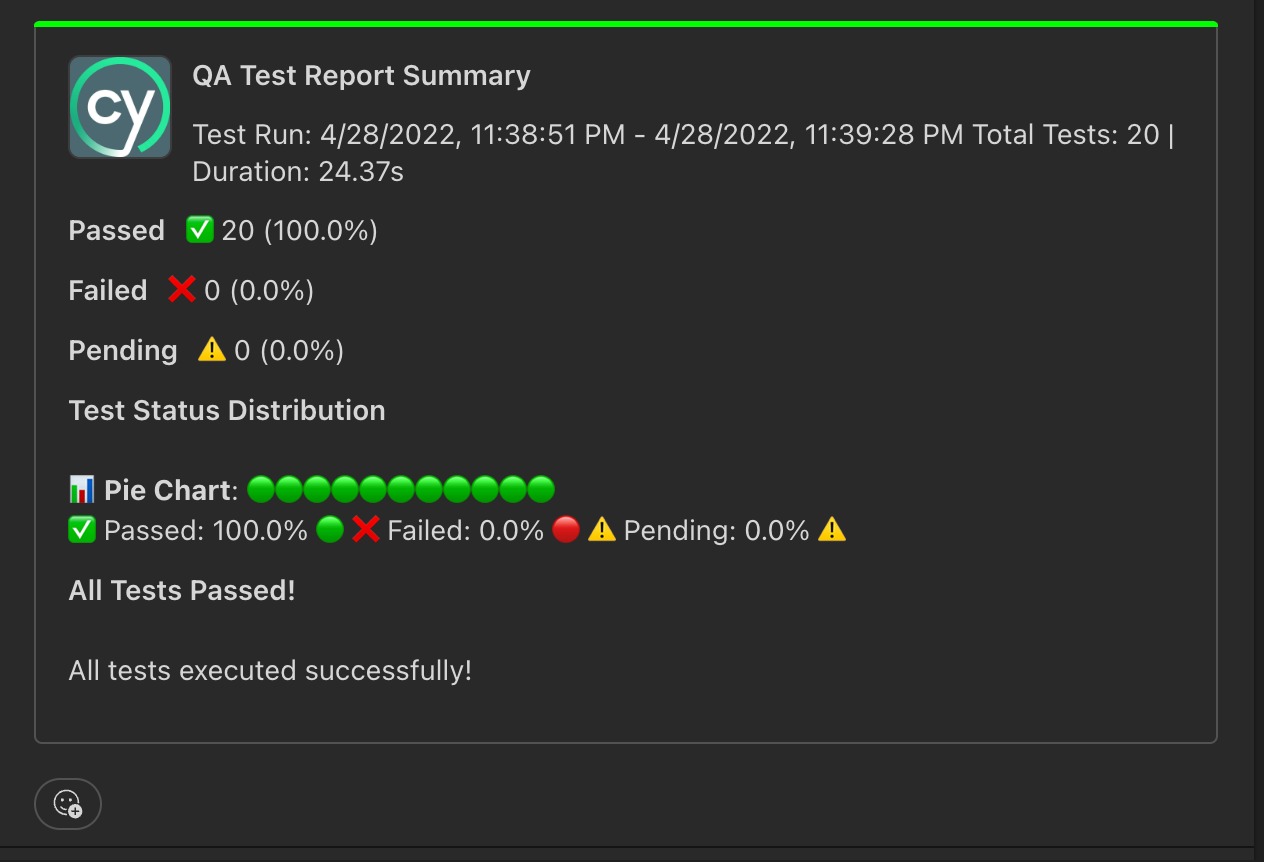 cy
QA Test Report Summary
Test Run: 4/28/2022, 11:38:51 PM - 4/28/2022, 11:39:28 PM Total Tests: 20 |
Duration: 24.37s
Passed ✅ 20 (100.0%)
Failed ❌ 0 (0.0%)
Pending ⚠️ 0 (0.0%)
Test Status Distribution
📊 Pie Chart: 🟢🟢🟢🟢🟢🟢🟢🟢🟢🟢🟢
✅ Passed: 100.0% 🟢 ❌ Failed: 0.0% 🔴 ⚠️ Pending: 0.0% ⚠️
All Tests Passed!
All tests executed successfully!